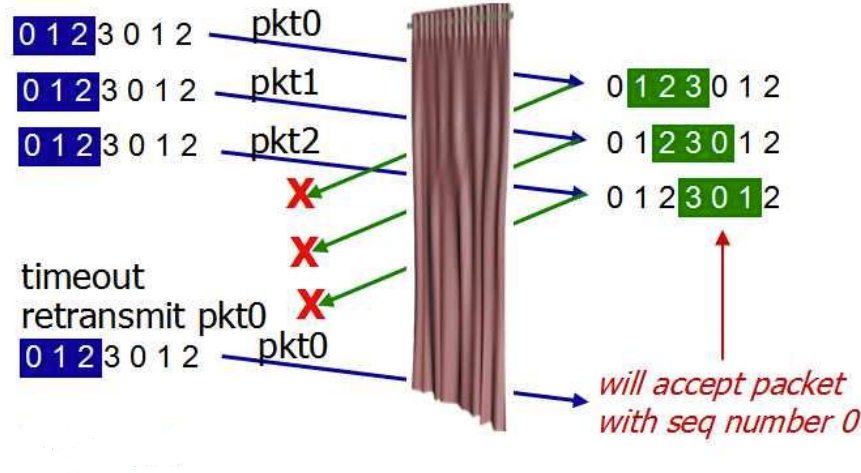 0 1 2 3 0 1 2
pkt0
0 1 2 3 0 1 2
0 1 2 3 0 1 2
pkt1
0 1 2 3 0 1 2
0 1 2 3 0 1 2
pkt2
0 1 2 3 0 1 2
X
X
X
timeout
retransmit pkt0
0 1 2 3 0 1 2
pkt0
will accept packet
with seq number 0